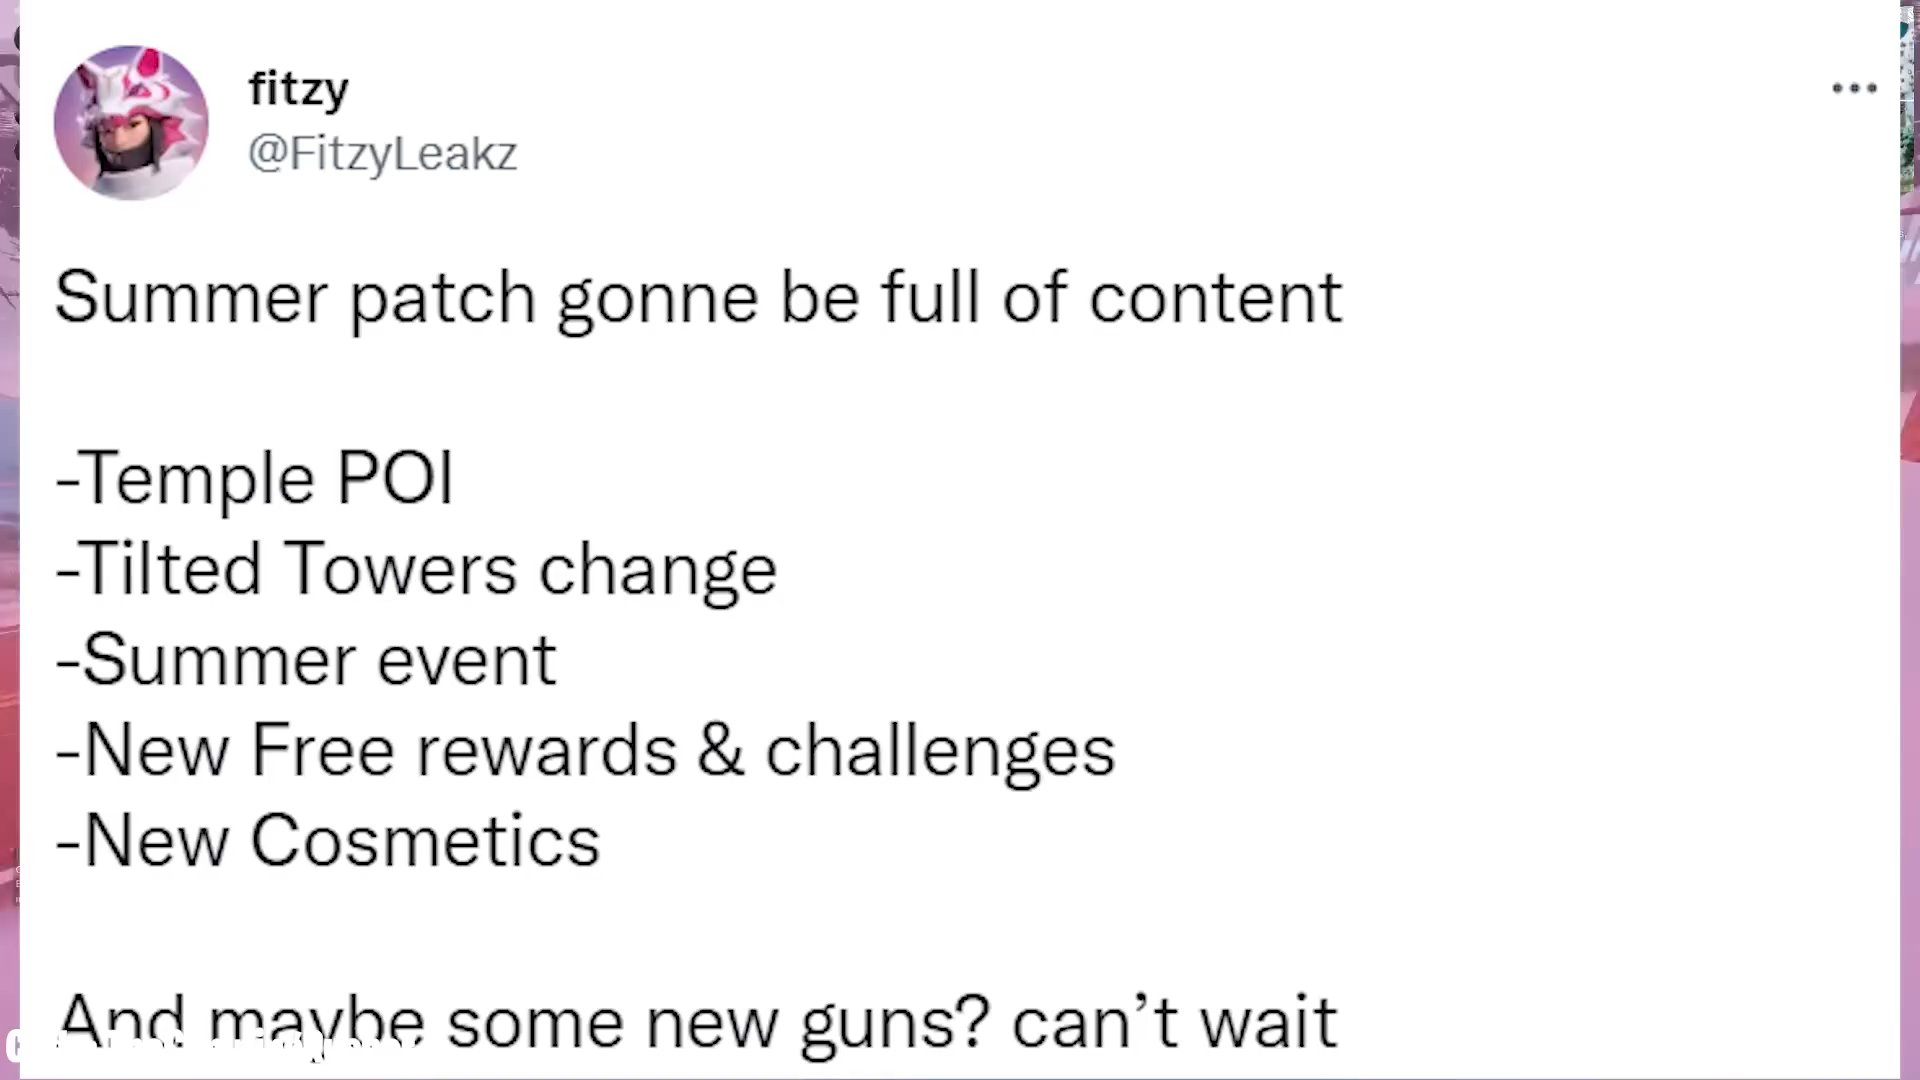 fitzy
@FitzyLeakz
Summer patch gonne be full of content
-Temple POI
-Tilted Towers change
-Summer event
-New Free rewards & challenges
-New Cosmetics
And maybe some new guns? can’t wait